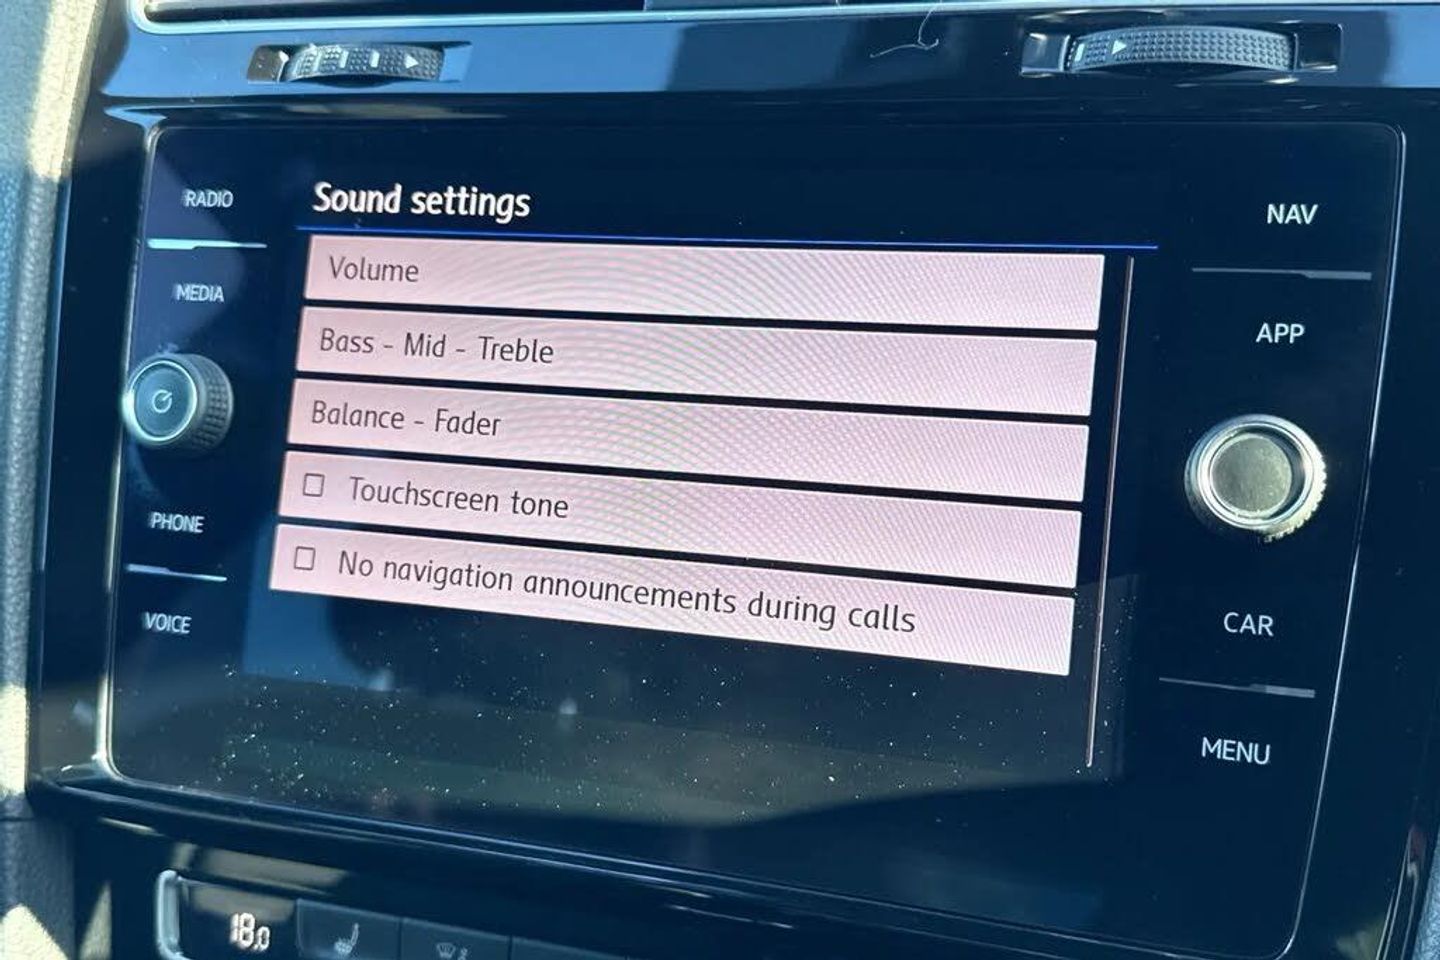 Sound settings
Volume
Bass - Mid - Treble
Balance - Fader
Touchscreen tone
No navigation announcements during calls
RADIO
MEDIA
PHONE
VOICE
NAV
APP
CAR
MENU
18.0